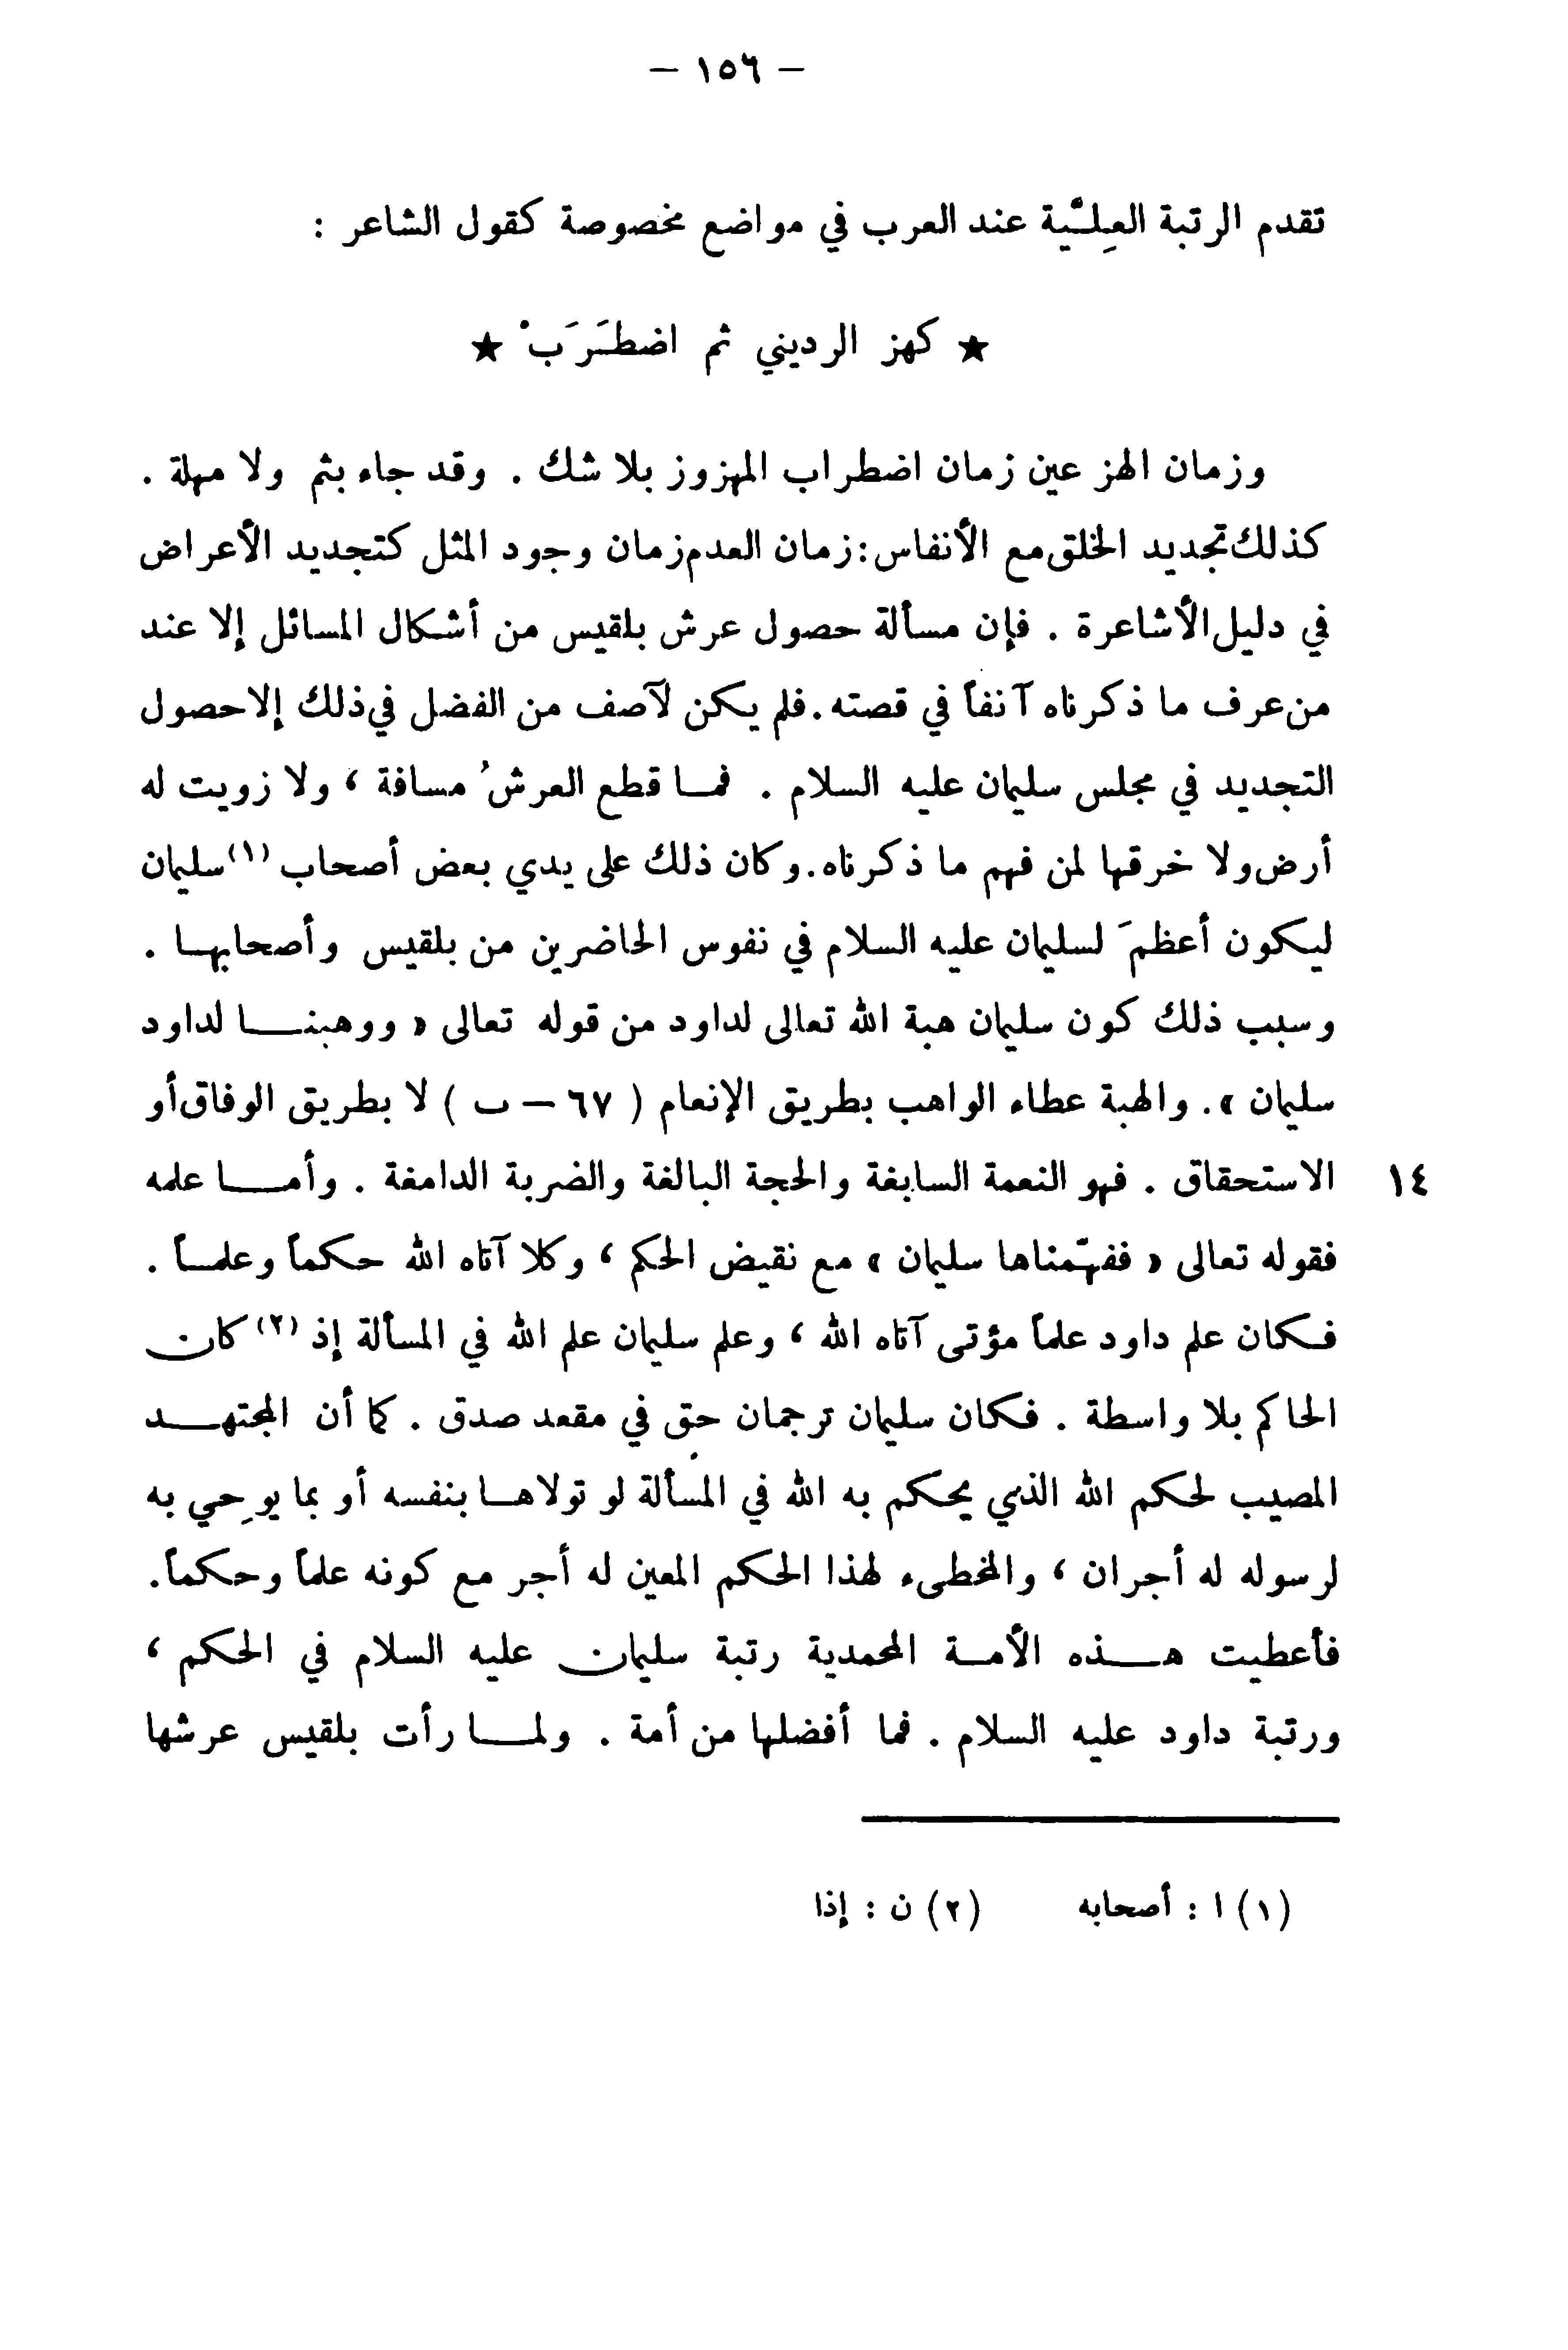 — ١٥٦ —
تقدم الرتبة العِلـِّية عند العرب في مواضع مخصوصة كقول الشاعر :
★ كهز الرديني ثم اضطَرَبْ ★
وزمان الهز عين زمان اضطراب المهزوز بلا شك . وقد جاء بثم ولا مهلة .
كذلك تجديد الخلق مع الأنفاس : زمان العدم زمان وجود المثل كتجديد الأعراض
في دليل الأشاعرة . فإن مسألة حصول عرش بلقيس من أشكال المسائل إلا عند
من عرف ما ذكرناه آنفاً في قصته . فلم يكن لآصف من الفضل في ذلك إلا حصول
التجديد في مجلس سليمان عليه السلام . فما قطع العرشُ مسافة ، ولا زويت له
أرض ولا خرقها لمن فهم ما ذكرناه . وكان ذلك على يدي بعض أصحاب (١) سليمان
ليكون أعظمَ لسليمان عليه السلام في نفوس الحاضرين من بلقيس وأصحابها .
وسبب ذلك كون سليمان هبة الله تعالى لداود من قوله تعالى « ووهبنا لداود
سليمان » . والهبة عطاء الواهب بطريق الإنعام ( ٦٧ — ب ) لا بطريق الوفاق أو
١٤ الاستحقاق . فهو النعمة السابغة والحجة البالغة والضربة الدامغة . وأما علمه
فقوله تعالى « ففهّمناها سليمان » مع نقيض الحكم ، وكلا آتاه الله حكماً وعلماً .
فكان علم داود علماً مؤتى آتاه الله ، وعلم سليمان علم الله في المسألة إذ (٢) كان
الحاكم بلا واسطة . فكان سليمان ترجمان حق في مقعد صدق . كما أن المجتهد
المصيب لحكم الله الذي يحكم به الله في المسألة لو تولاها بنفسه أو بما يوحِي به
لرسوله له أجران ، والمخطىء لهذا الحكم المعين له أجر مع كونه علماً وحكماً .
فأعطيت هذه الأمة المحمدية رتبة سليمان عليه السلام في الحكم ،
ورتبة داود عليه السلام . فما أفضلها من أمة . ولما رأت بلقيس عرشها
(١) ا : أصحابه (٢) ن : إذا